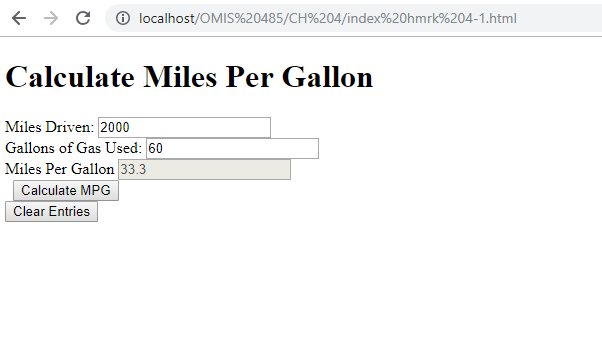 localhost/OMIS%20485/CH%204/index%20hmrk%204-1.html
Calculate Miles Per Gallon
Miles Driven: 2000
Gallons of Gas Used: 60
Miles Per Gallon 33.3
Calculate MPG
Clear Entries